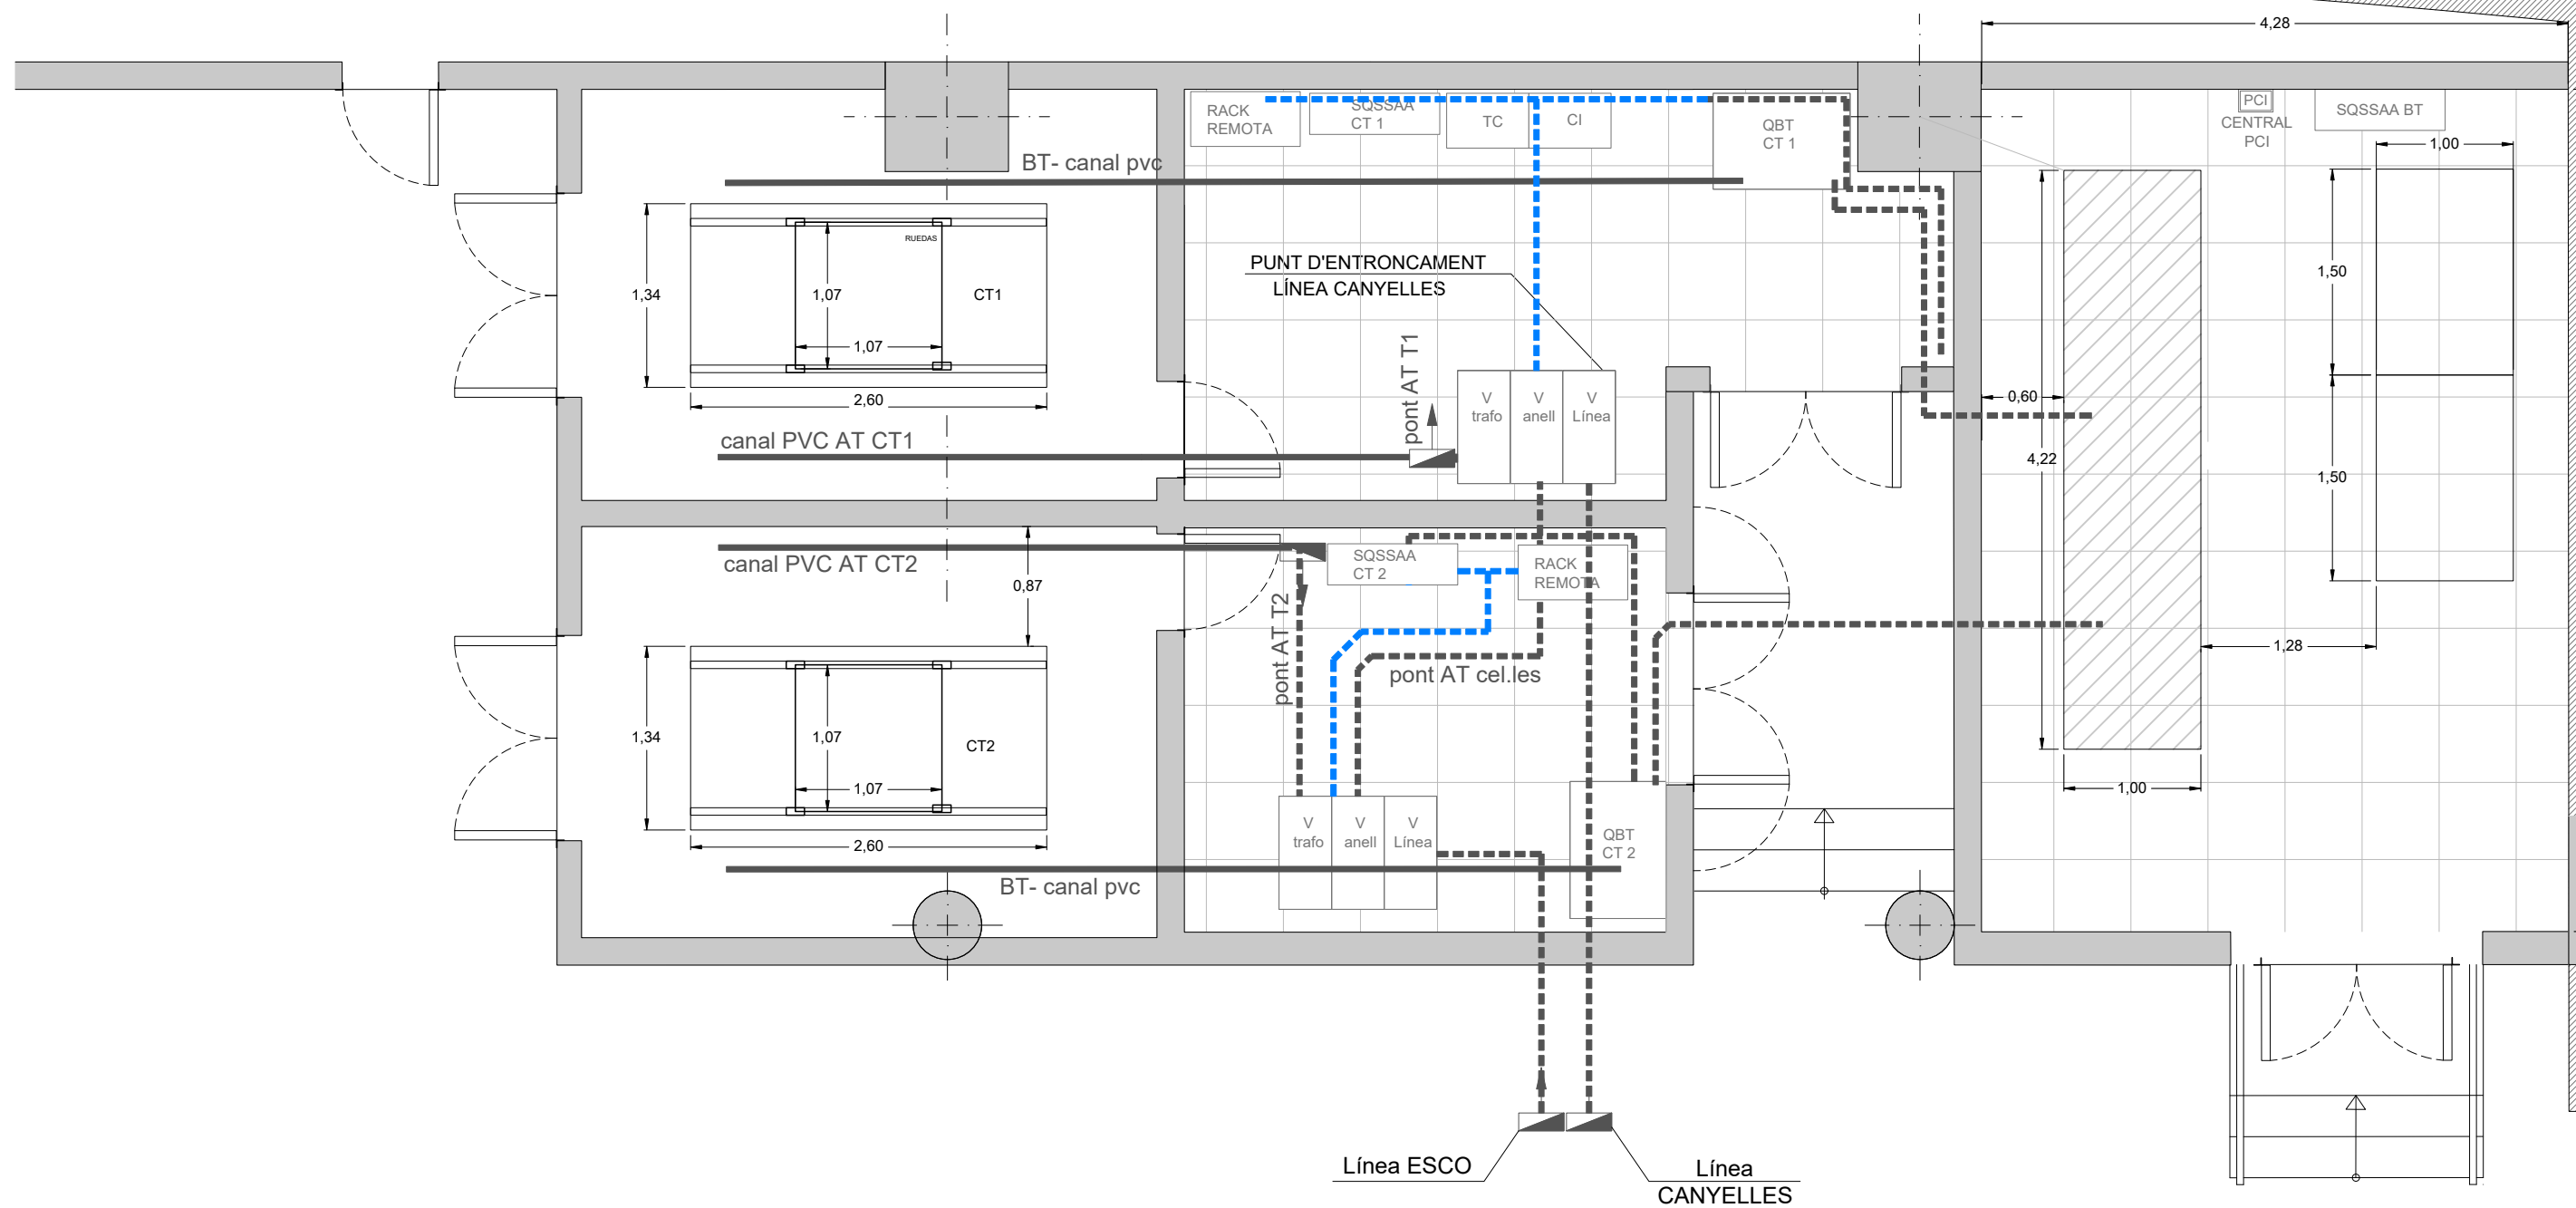 4,28
RACK
REMOTA
SQSSAA
CT 1
TC
CI
QBT
CT 1
PCI
CENTRAL
PCI
SQSSAA BT
1,00
BT- canal pvc
RUEDAS
1,34
1,07
1,07
CT1
2,60
PUNT D'ENTRONCAMENT
LÍNEA CANYELLES
1,50
0,60
4,22
1,50
pont AT T1
V
trafo
V
anell
V
Línea
canal PVC AT CT1
canal PVC AT CT2
0,87
SQSSAA
CT 2
RACK
REMOTA
pont AT T2
pont AT cel.les
1,28
1,34
1,07
1,07
CT2
2,60
1,00
V
trafo
V
anell
V
Línea
QBT
CT 2
BT- canal pvc
Línea ESCO
Línea
CANYELLES